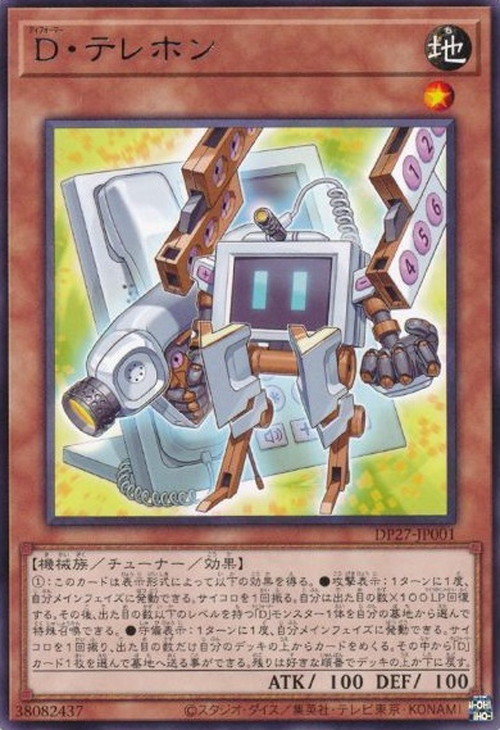 ディフォーマー
D・テレホン
地
1 2
4 5 6
DP27-JP001
【機械族／チューナー／効果】
①：このカードは表示形式によって以下の効果を得る。●攻撃表示：1ターンに1度、
自分メインフェイズに発動できる。サイコロを1回振る。自分は出た目の数×100LP回復
する。その後、出た目の数以下のレベルを持つ「D」モンスター1体を自分の墓地から選んで
特殊召喚できる。●守備表示：1ターンに1度、自分メインフェイズに発動できる。サイ
コロを1回振り、出た目の数だけ自分のデッキの上からカードをめくる。その中から「D」
カード1枚を選んで墓地へ送る事ができる。残りは好きな順番でデッキの上か下に戻す。
ATK/ 100 DEF/ 100
38082437
©スタジオ・ダイス／集英社・テレビ東京・KONAMI